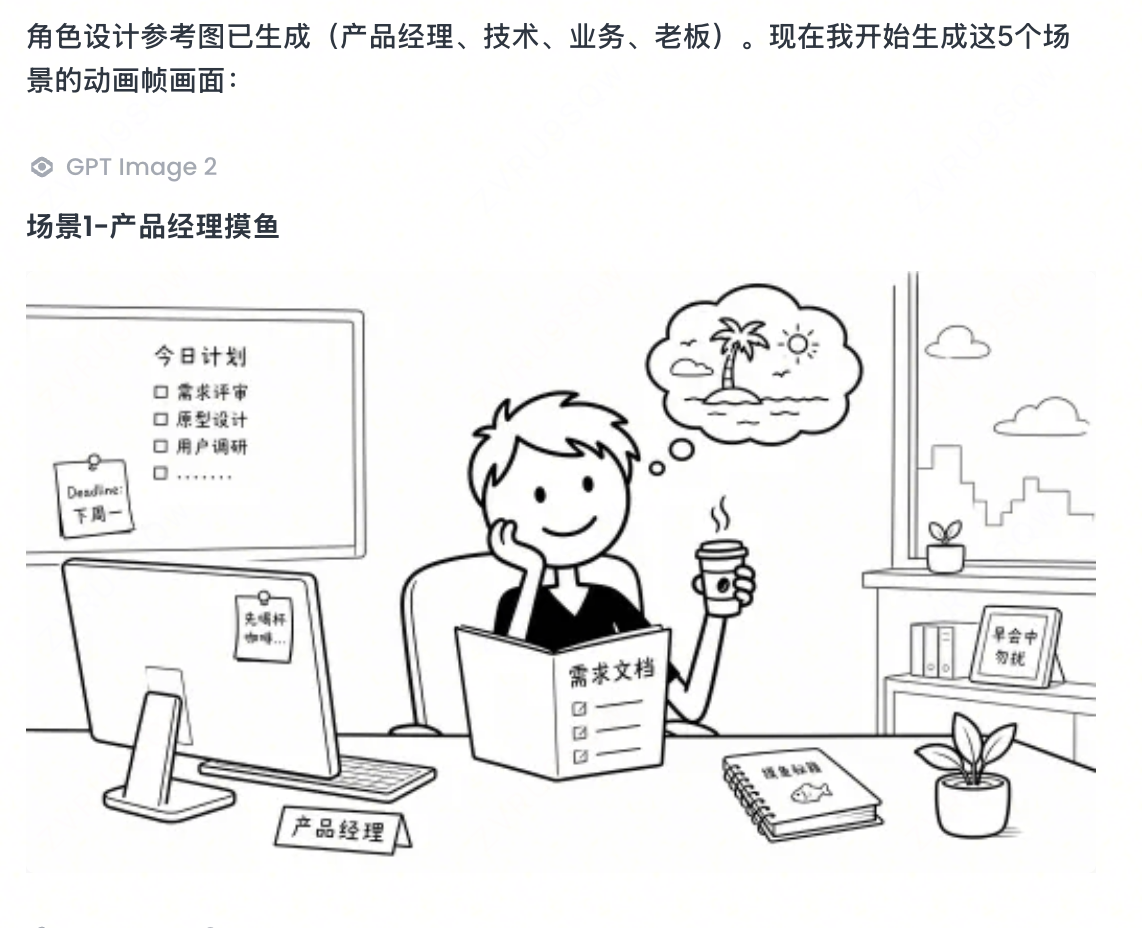 角色设计参考图已生成（产品经理、技术、业务、老板）。现在我开始生成这5个场
景的动画帧画面：
GPT Image 2
场景1-产品经理摸鱼
今日计划
需求评审
原型设计
用户调研
.......
Deadline:
下周一
先喝杯
咖啡...
需求文档
早会中
勿扰
摸鱼秘籍
产品经理